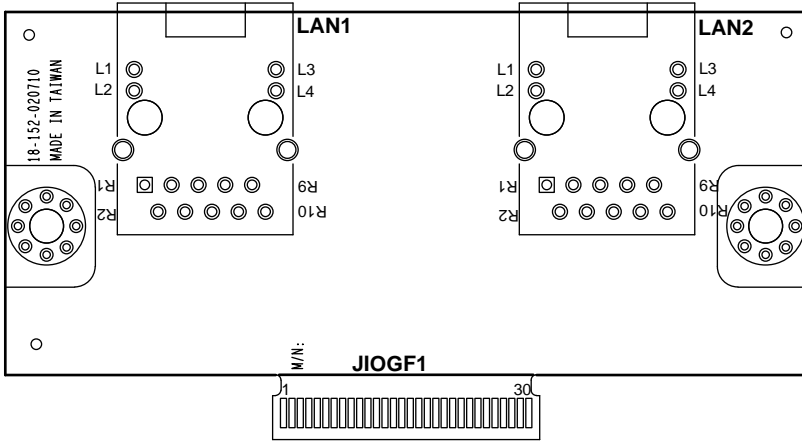 LAN1
LAN2
L1
L2
L3
L4
L1
L2
L3
L4
18-152-020710
MADE IN TAIWAN
R1
R2
R9
R10
R1
R2
R9
R10
M/N:
JIOGF1
1
30